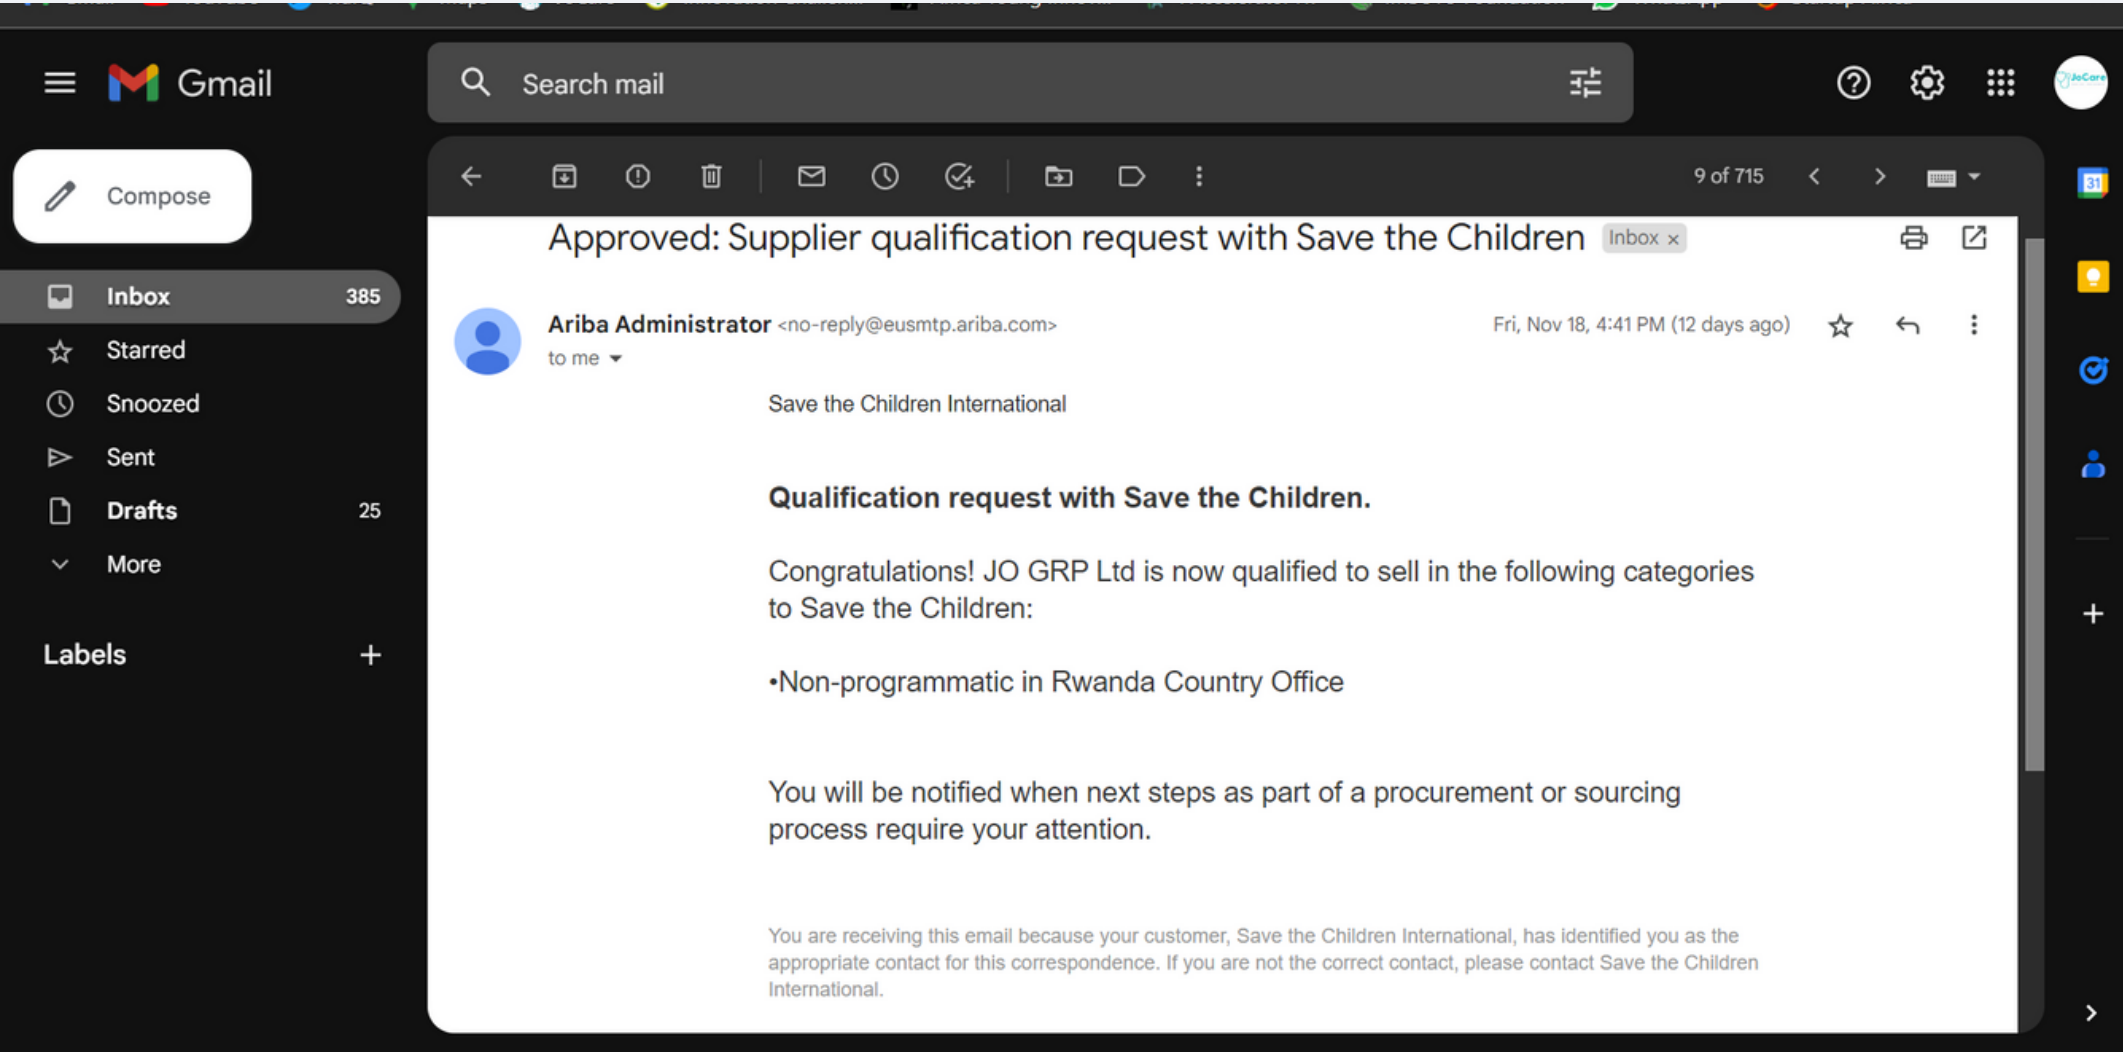 Gmail
Search mail
JoCare
Compose
9 of 715
31
Inbox 385
Starred
Snoozed
Sent
Drafts 25
More
Labels
Approved: Supplier qualification request with Save the Children Inbox x
Ariba Administrator <no-reply@eusmtp.ariba.com> Fri, Nov 18, 4:41 PM (12 days ago)
to me
Save the Children International
Qualification request with Save the Children.
Congratulations! JO GRP Ltd is now qualified to sell in the following categories
to Save the Children:
•Non-programmatic in Rwanda Country Office
You will be notified when next steps as part of a procurement or sourcing
process require your attention.
You are receiving this email because your customer, Save the Children International, has identified you as the
appropriate contact for this correspondence. If you are not the correct contact, please contact Save the Children
International.